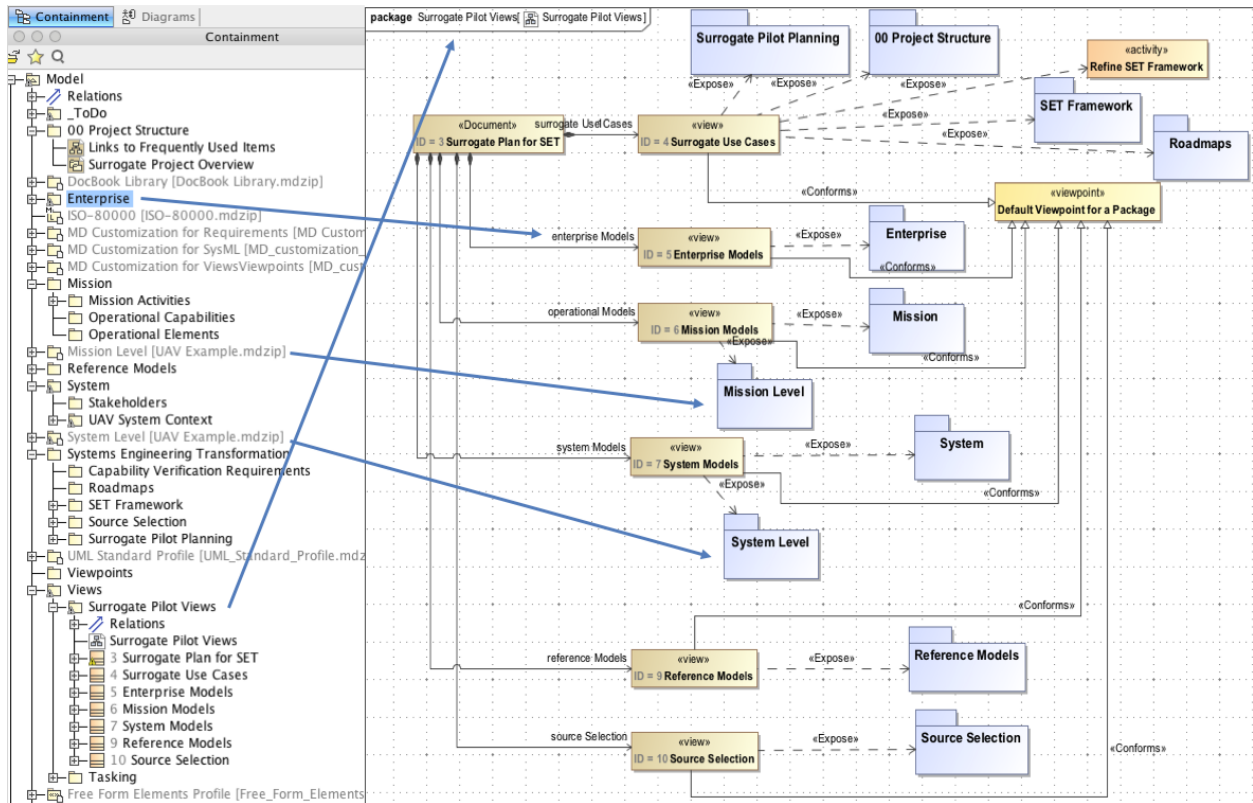 Containment
Diagrams
Containment
Model
Relations
_ToDo
00 Project Structure
Links to Frequently Used Items
Surrogate Project Overview
DocBook Library [DocBook Library.mdzip]
Enterprise
ISO-80000 [ISO-80000.mdzip]
MD Customization for Requirements [MD Custom
MD Customization for SysML [MD_customization_
MD Customization for ViewsViewpoints [MD_cust
Mission
Mission Activities
Operational Capabilities
Operational Elements
Mission Level [UAV Example.mdzip]
Reference Models
System
Stakeholders
UAV System Context
System Level [UAV Example.mdzip]
Systems Engineering Transformation
Capability Verification Requirements
Roadmaps
SET Framework
Source Selection
Surrogate Pilot Planning
UML Standard Profile [UML_Standard_Profile.mdz
Viewpoints
Views
Surrogate Pilot Views
Relations
Surrogate Pilot Views
3 Surrogate Plan for SET
4 Surrogate Use Cases
5 Enterprise Models
6 Mission Models
7 System Models
9 Reference Models
10 Source Selection
Tasking
Free Form Elements Profile [Free_Form_Elements
package Surrogate Pilot Views[ Surrogate Pilot Views]
Surrogate Pilot Planning
00 Project Structure
«activity»
Refine SET Framework
SET Framework
Roadmaps
«Expose»
«Expose»
«Expose»
«Expose»
«Expose»
«Document»
ID = 3 Surrogate Plan for SET
surrogate Use Cases
«view»
ID = 4 Surrogate Use Cases
«Conforms»
«viewpoint»
Default Viewpoint for a Package
enterprise Models
«view»
ID = 5 Enterprise Models
«Expose»
Enterprise
«Conforms»
operational Models
«view»
ID = 6 Mission Models
«Expose»
Mission
«Expose»
«Conforms»
Mission Level
system Models
«view»
ID = 7 System Models
«Expose»
System
«Expose»
«Conforms»
System Level
«Conforms»
reference Models
«view»
ID = 9 Reference Models
«Expose»
Reference Models
source Selection
«view»
ID = 10 Source Selection
«Expose»
Source Selection
«Conforms»